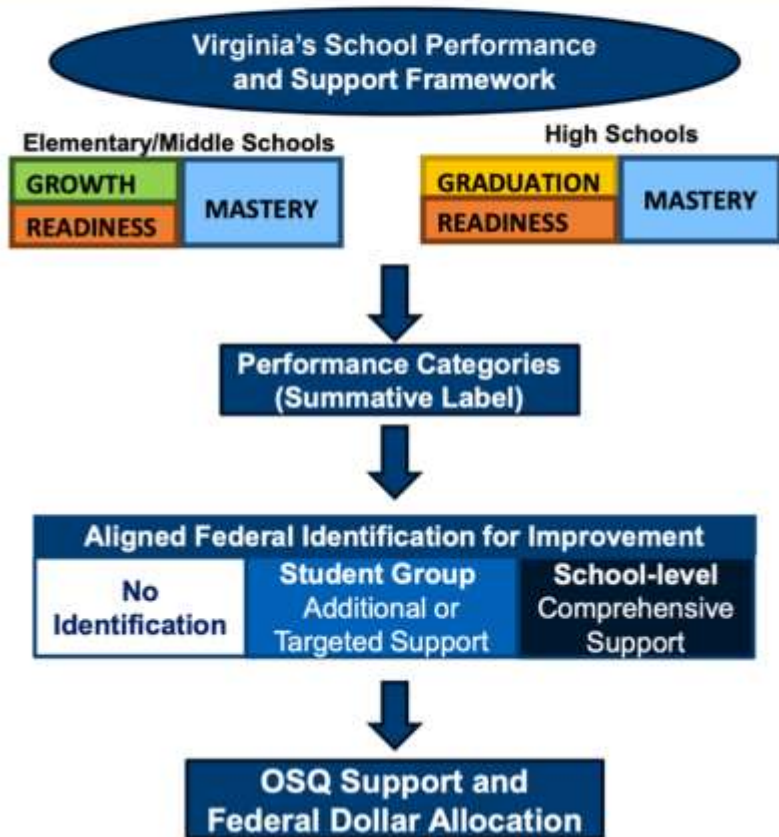 Virginia's School Performance
and Support Framework
Elementary/Middle Schools
GROWTH
READINESS
MASTERY
High Schools
GRADUATION
READINESS
MASTERY
Performance Categories
(Summative Label)
Aligned Federal Identification for Improvement
No
Identification
Student Group
Additional or
Targeted Support
School-level
Comprehensive
Support
OSQ Support and
Federal Dollar Allocation